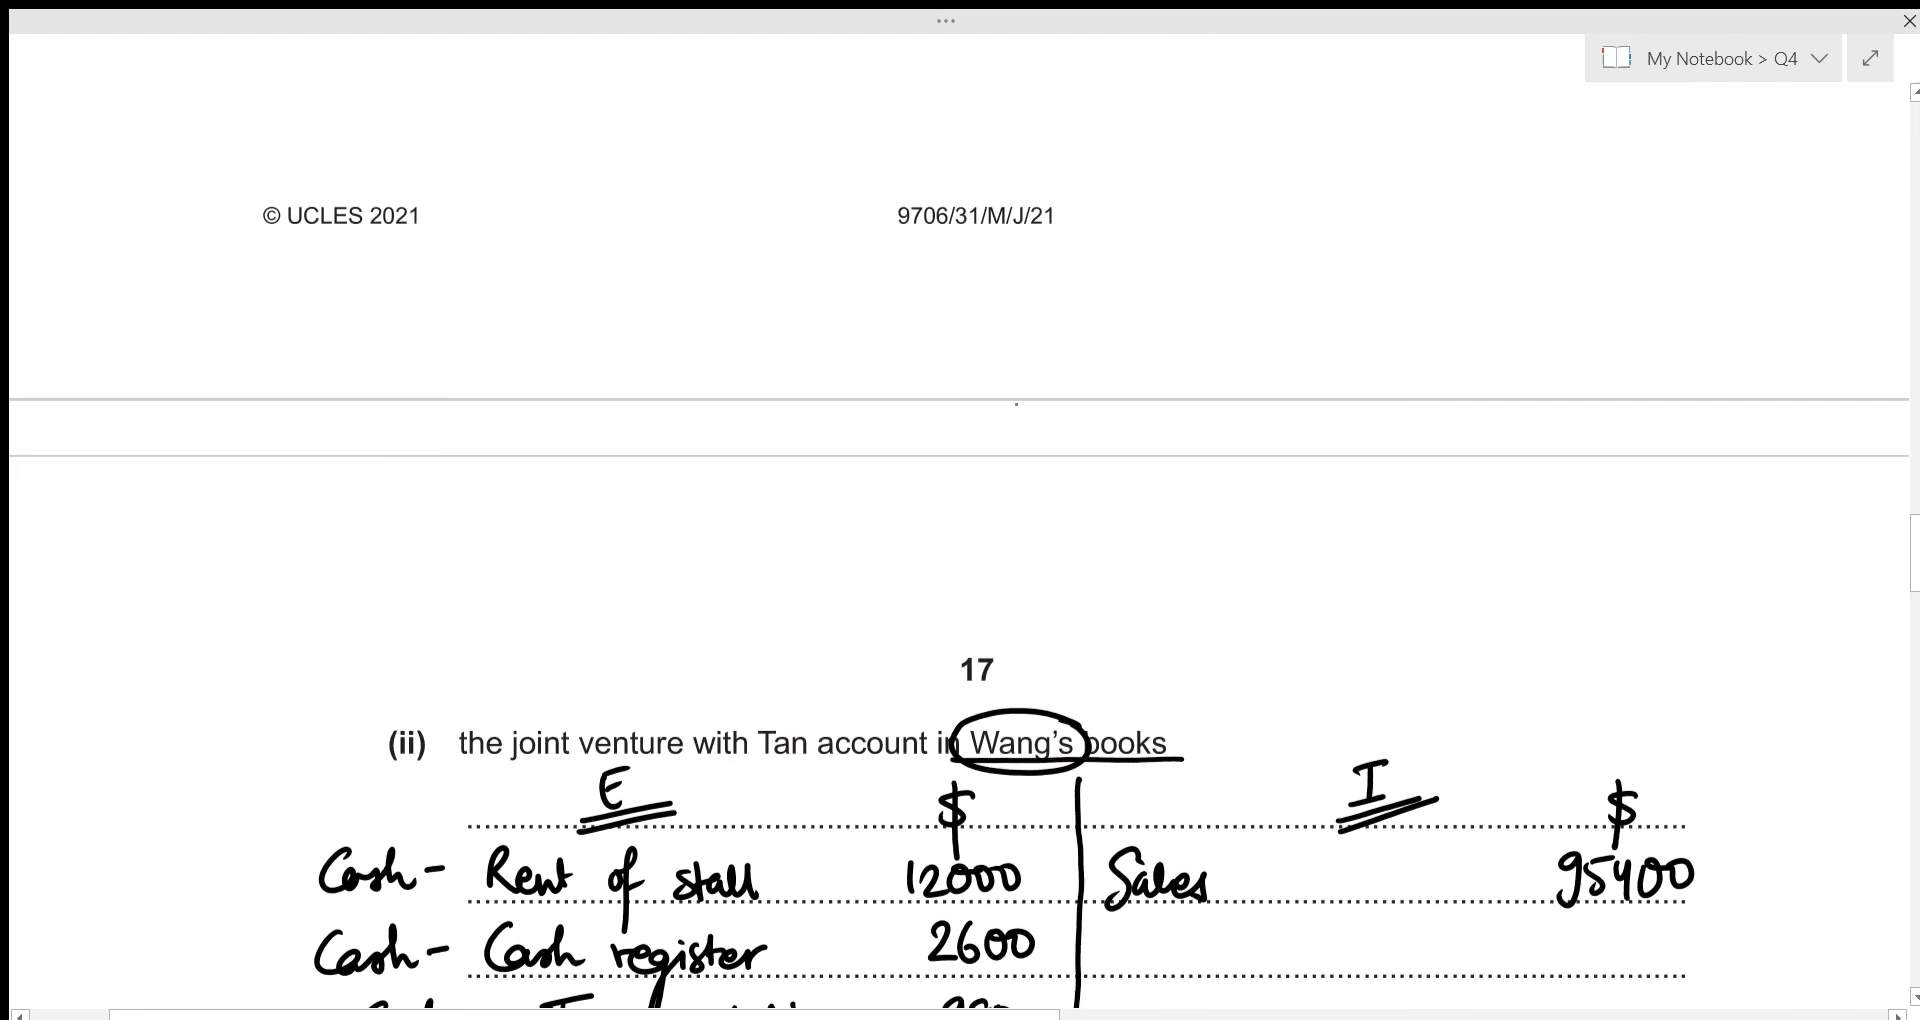 My Notebook > Q4
© UCLES 2021 9706/31/M/J/21
17
(ii) the joint venture with Tan account in Wang's books
E $ I $
Cash - Rent of stall 12000 Sales 95400
Cash - Cash register 2600